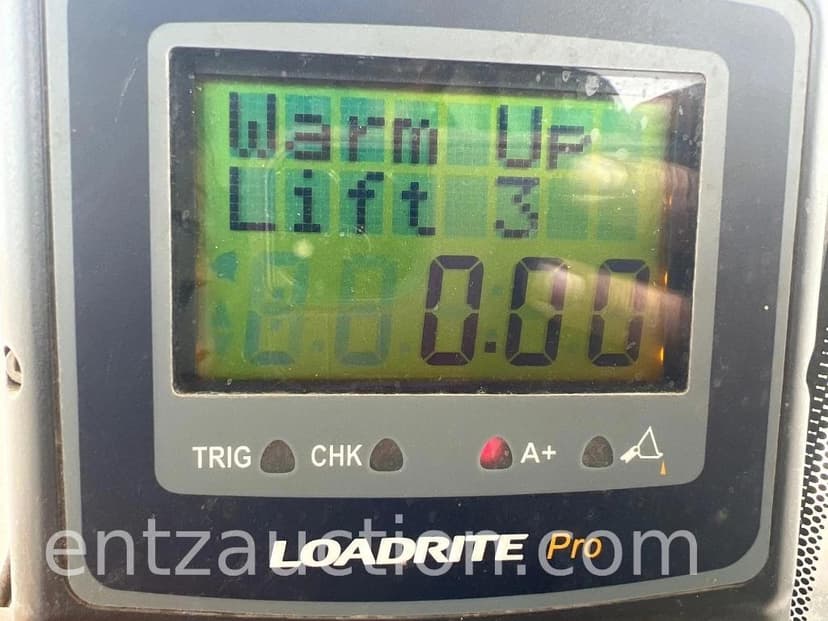 Warm Up
Lift 3
0.00
TRIG CHK A+
LOADRITE Pro
entzauction.com